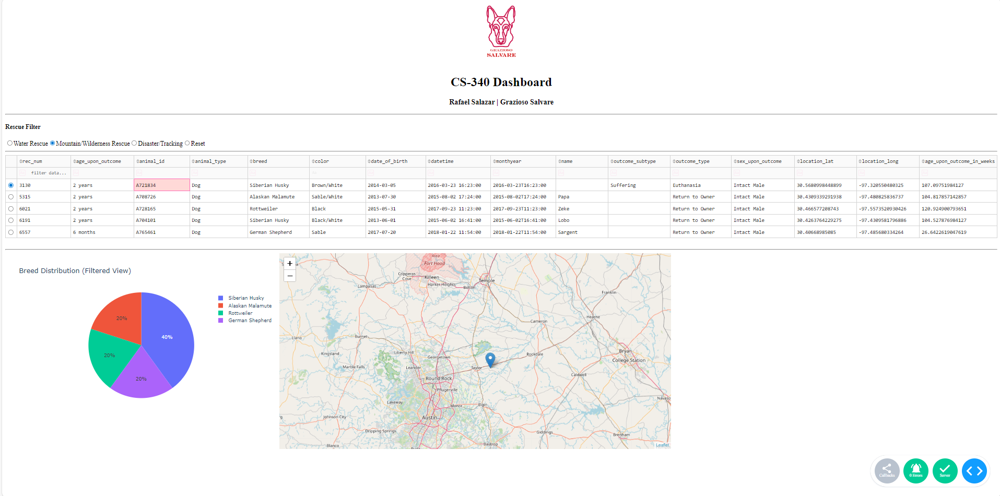 GRAZIOSO
SALVARE
CS-340 Dashboard
Rafael Salazar | Grazioso Salvare
Rescue Filter
Water Rescue Mountain/Wilderness Rescue Disaster/Tracking Reset
rec_num age_upon_outcome animal_id animal_type breed color date_of_birth datetime monthyear name outcome_subtype outcome_type sex_upon_outcome location_lat location_long age_upon_outcome_in_weeks
filter data...
3130 2 years A721834 Dog Siberian Husky Brown/White 2014-03-05 2016-03-23 16:23:00 2016-03-23T16:23:00 Suffering Euthanasia Intact Male 30.5680998448899 -97.320550480325 107.09751984127
5315 2 years A708726 Dog Alaskan Malamute Sable/White 2013-07-30 2015-08-02 17:24:00 2015-08-02T17:24:00 Papa Return to Owner Intact Male 30.4309339291938 -97.480825836737 104.817857142857
6021 2 years A728165 Dog Rottweiler Black 2015-05-31 2017-09-23 11:23:00 2017-09-23T11:23:00 Zeke Return to Owner Intact Male 30.466577208743 -97.5573520930426 120.924900793651
6191 2 years A704101 Dog Siberian Husky Black/White 2013-06-01 2015-06-02 16:41:00 2015-06-02T16:41:00 Lobo Return to Owner Intact Male 30.4263764229275 -97.4309581796886 104.527876984127
6557 6 months A765461 Dog German Shepherd Sable 2017-07-20 2018-01-22 11:54:00 2018-01-22T11:54:00 Sargent Return to Owner Intact Male 30.40668985085 -97.485680334264 26.6422619047619
Breed Distribution (Filtered View)
Siberian Husky
Alaskan Malamute
Rottweiler
German Shepherd
20%
40%
20%
20%
+
−
Area
Fort Hood
Copperas
Cove
Killeen
Harker Heights
Temple
Belton
Lampasas
Franklin
Hearne
Cameron
Llano
Burnet
Bryan
Kingsland
Liberty Hill
Georgetown
Rockdale
College Station
Marble Falls
Leander
Taylor
Caldwell
Round Rock
Pflugerville
Navaso
Lakeway
Manor
Elgin
Johnson City
Austin
Dripping Springs
Giddings
Brenham
Blanco
Bastrop
Leaflet
Callbacks
0 Errors
Server